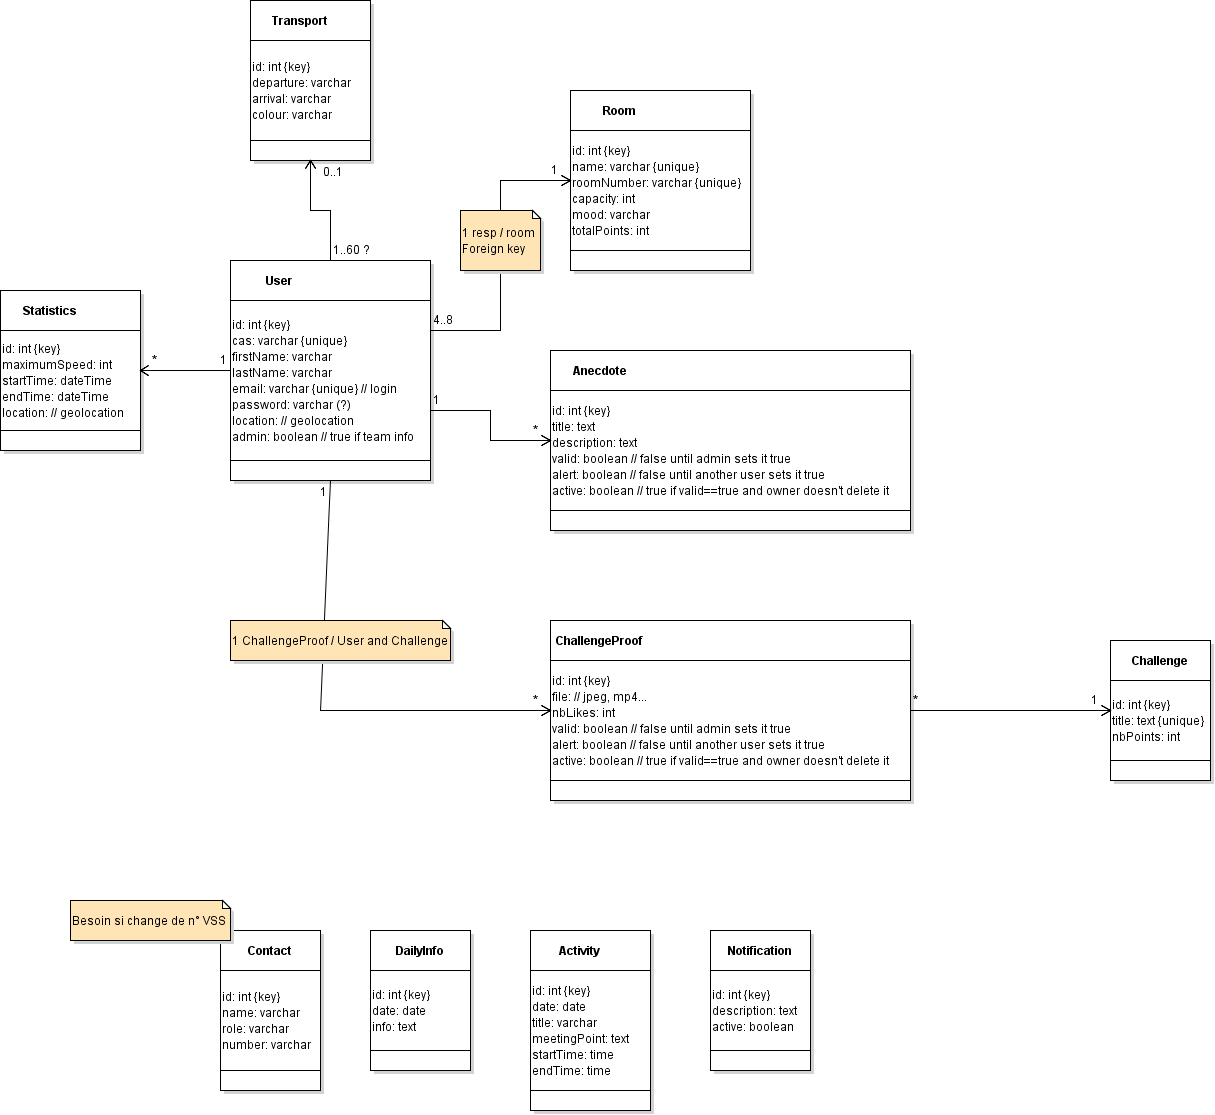 Transport
id: int {key}
departure: varchar
arrival: varchar
colour: varchar
0..1
1..60 ?
Room
id: int {key}
name: varchar {unique}
roomNumber: varchar {unique}
capacity: int
mood: varchar
totalPoints: int
1
1 resp / room
Foreign key
4..8
User
id: int {key}
cas: varchar {unique}
firstName: varchar
lastName: varchar
email: varchar {unique} // login
password: varchar (?)
location: // geolocation
admin: boolean // true if team info
Statistics
id: int {key}
maximumSpeed: int
startTime: dateTime
endTime: dateTime
location: // geolocation
*
1
1
*
Anecdote
id: int {key}
title: text
description: text
valid: boolean // false until admin sets it true
alert: boolean // false until another user sets it true
active: boolean // true if valid==true and owner doesn't delete it
1
1 ChallengeProof / User and Challenge
*
ChallengeProof
id: int {key}
file: // jpeg, mp4...
nbLikes: int
valid: boolean // false until admin sets it true
alert: boolean // false until another user sets it true
active: boolean // true if valid==true and owner doesn't delete it
*
1
Challenge
id: int {key}
title: text {unique}
nbPoints: int
Besoin si change de n° VSS
Contact
id: int {key}
name: varchar
role: varchar
number: varchar
DailyInfo
id: int {key}
date: date
info: text
Activity
id: int {key}
date: date
title: varchar
meetingPoint: text
startTime: time
endTime: time
Notification
id: int {key}
description: text
active: boolean